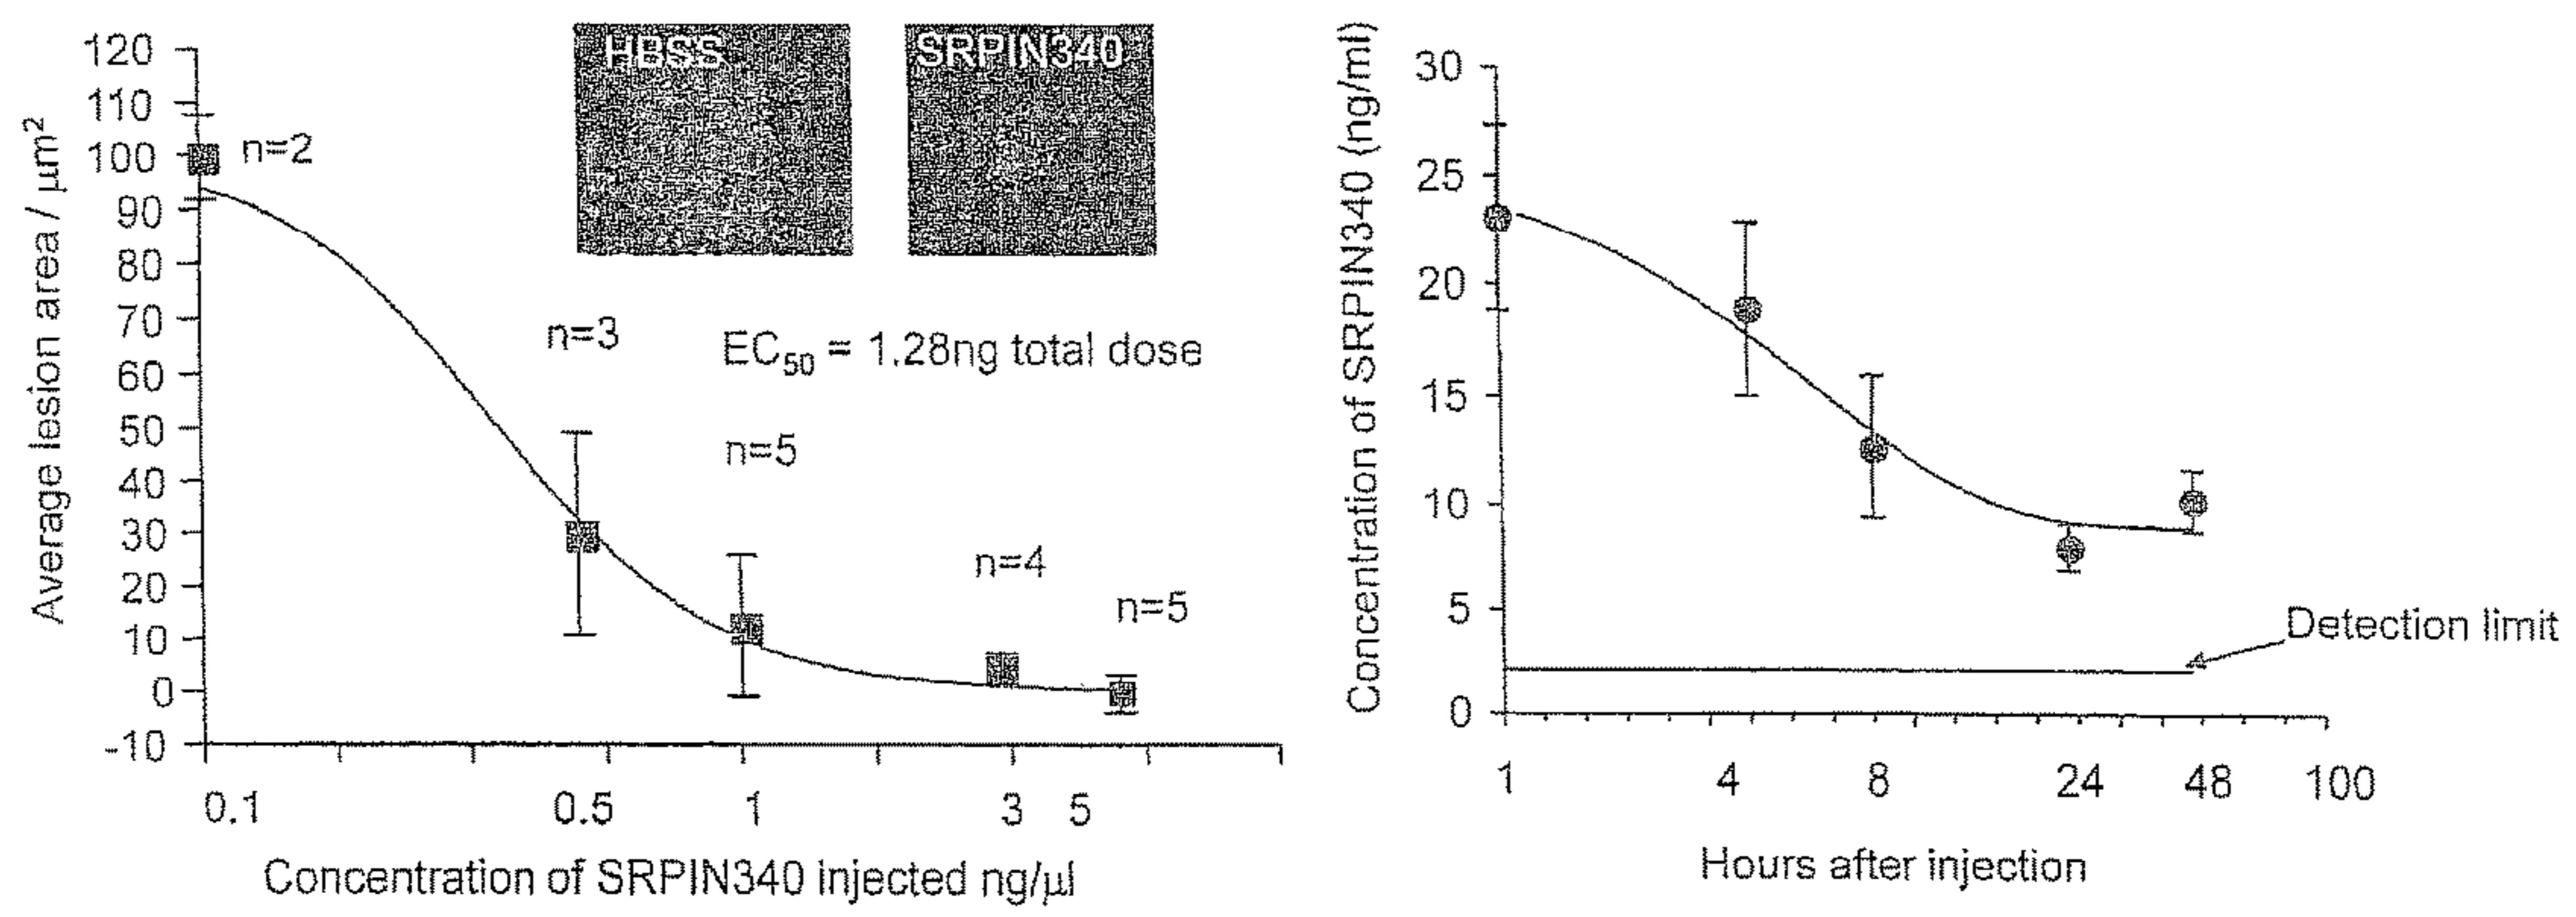 120
110
100
90
80
70
60
50
40
30
20
10
0
-10
Average lesion area / μm²
n=2
n=3
n=5
n=4
n=5
HBSS
SRPIN340
EC₅₀ = 1.28ng total dose
0.1 0.5 1 3 5
Concentration of SRPIN340 injected ng/μl
30
25
20
15
10
5
0
Concentration of SRPIN340 (ng/ml)
Detection limit
1 4 8 24 48 100
Hours after injection